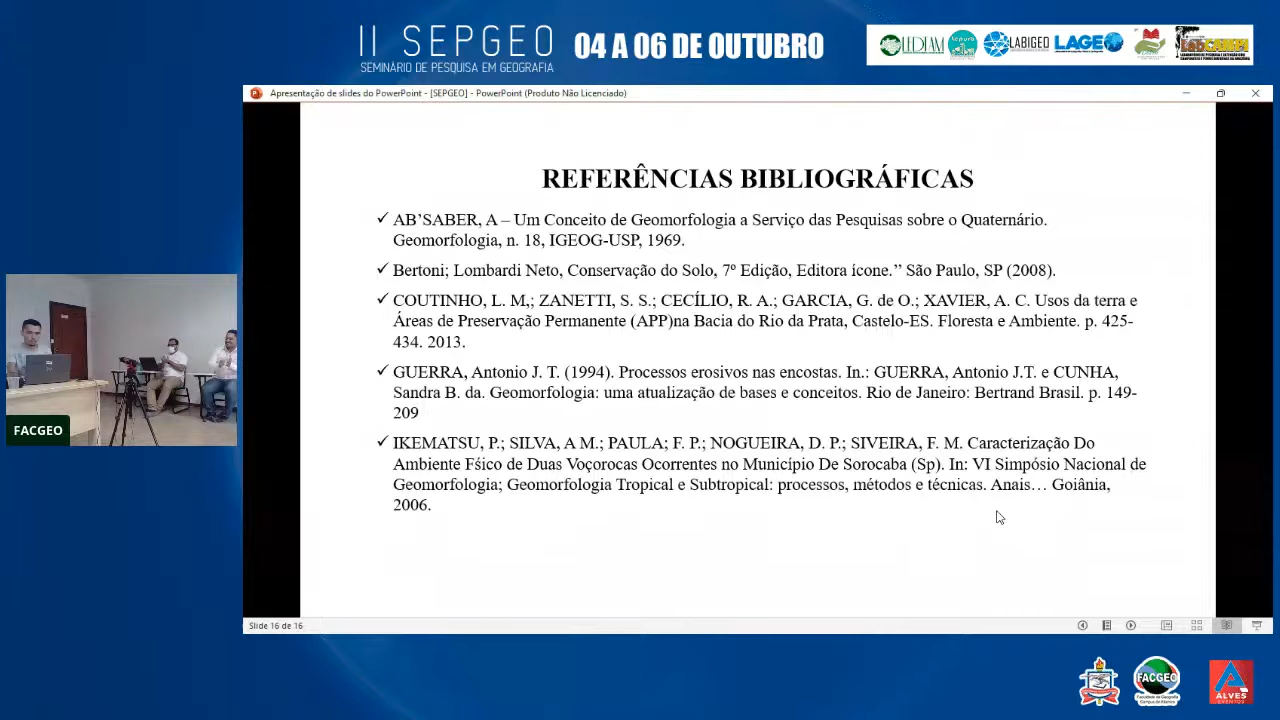 II SEPGEO
SEMINÁRIO DE PESQUISA EM GEOGRAFIA
04 A 06 DE OUTUBRO
LEDTAM
LABIGEO
LAGEO
Apresentação de slides do PowerPoint - [SEPGEO] - PowerPoint (Produto Não Licenciado)
REFERÊNCIAS BIBLIOGRÁFICAS
✓ AB’SABER, A – Um Conceito de Geomorfologia a Serviço das Pesquisas sobre o Quaternário.
Geomorfologia, n. 18, IGEOG-USP, 1969.
✓ Bertoni; Lombardi Neto, Conservação do Solo, 7º Edição, Editora ícone.” São Paulo, SP (2008).
✓ COUTINHO, L. M,; ZANETTI, S. S.; CECÍLIO, R. A.; GARCIA, G. de O.; XAVIER, A. C. Usos da terra e
Áreas de Preservação Permanente (APP)na Bacia do Rio da Prata, Castelo-ES. Floresta e Ambiente. p. 425-
434. 2013.
✓ GUERRA, Antonio J. T. (1994). Processos erosivos nas encostas. In.: GUERRA, Antonio J.T. e CUNHA,
Sandra B. da. Geomorfologia: uma atualização de bases e conceitos. Rio de Janeiro: Bertrand Brasil. p. 149-
209
✓ IKEMATSU, P.; SILVA, A M.; PAULA; F. P.; NOGUEIRA, D. P.; SIVEIRA, F. M. Caracterização Do
Ambiente Fśico de Duas Voçorocas Ocorrentes no Município De Sorocaba (Sp). In: VI Simpósio Nacional de
Geomorfologia; Geomorfologia Tropical e Subtropical: processos, métodos e técnicas. Anais… Goiânia,
2006.
FACGEO
Slide 16 de 16
FACGEO
ALVES
EVENTOS